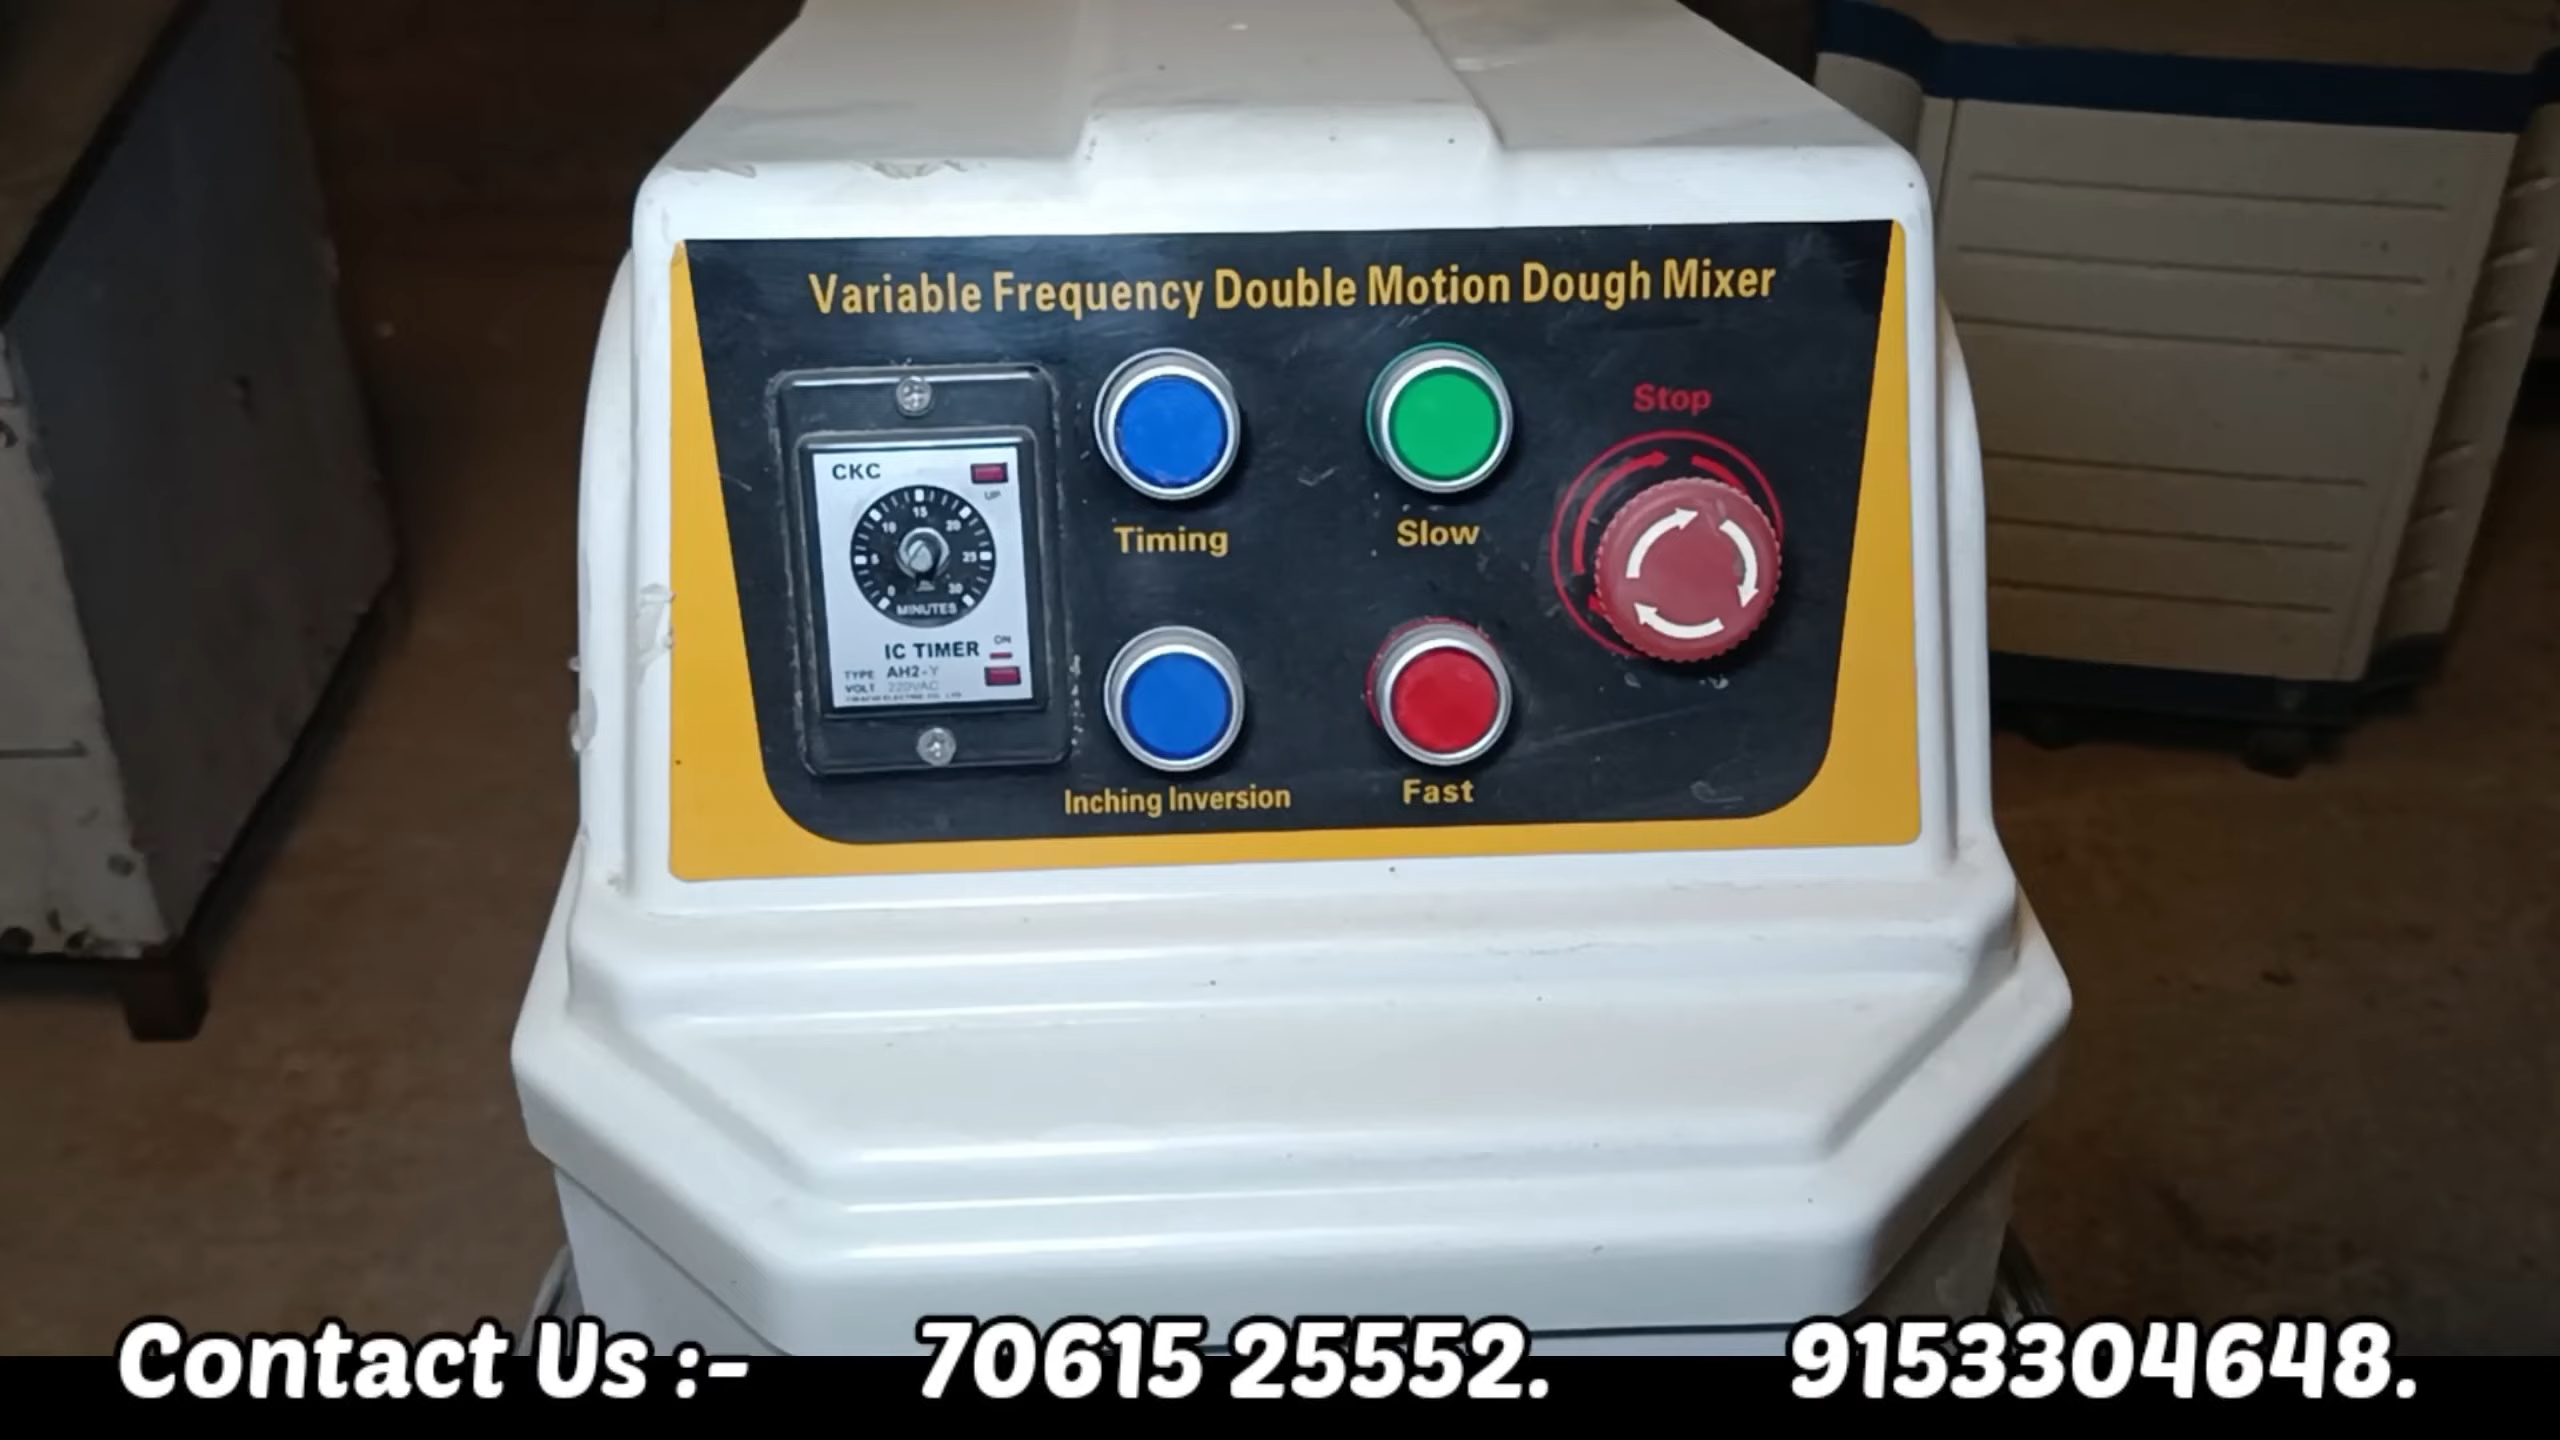 Variable Frequency Double Motion Dough Mixer
CKC
UP
0 5 10 15 20 25 30
MINUTES
IC TIMER
ON
TYPE AH2-Y
VOLT 220VAC
Timing
Slow
Stop
Inching Inversion
Fast
Contact Us :- 70615 25552. 9153304648.